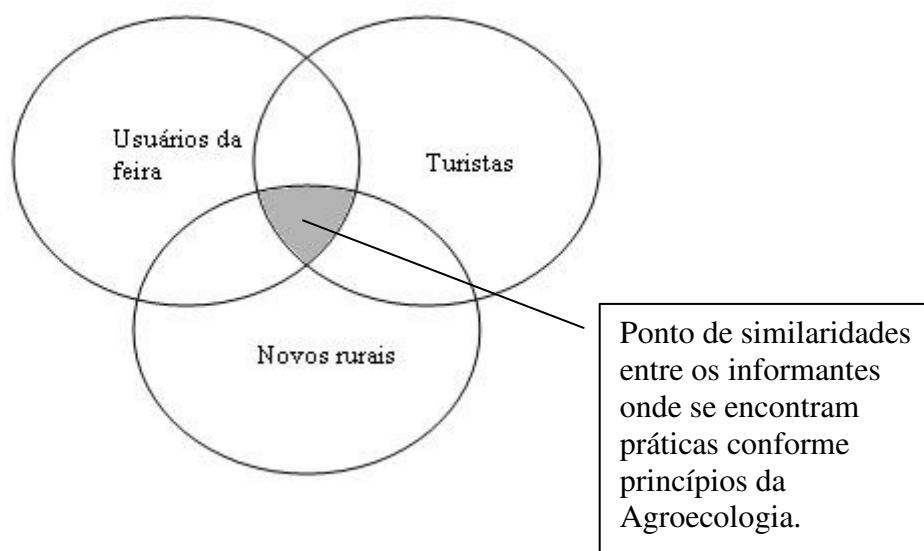 Usuários da
feira
Turistas
Novos rurais
Ponto de similaridades
entre os informantes
onde se encontram
práticas conforme
princípios da
Agroecologia.